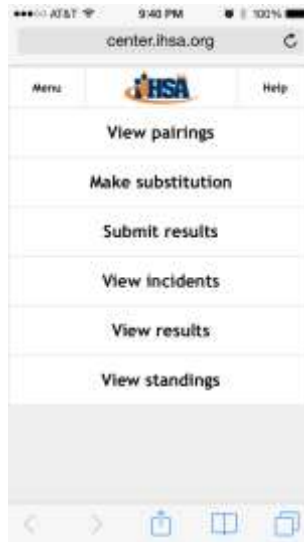 AT&T 9:40 PM 100%
center.ihsa.org
Menu IHSA Help
View pairings
Make substitution
Submit results
View incidents
View results
View standings